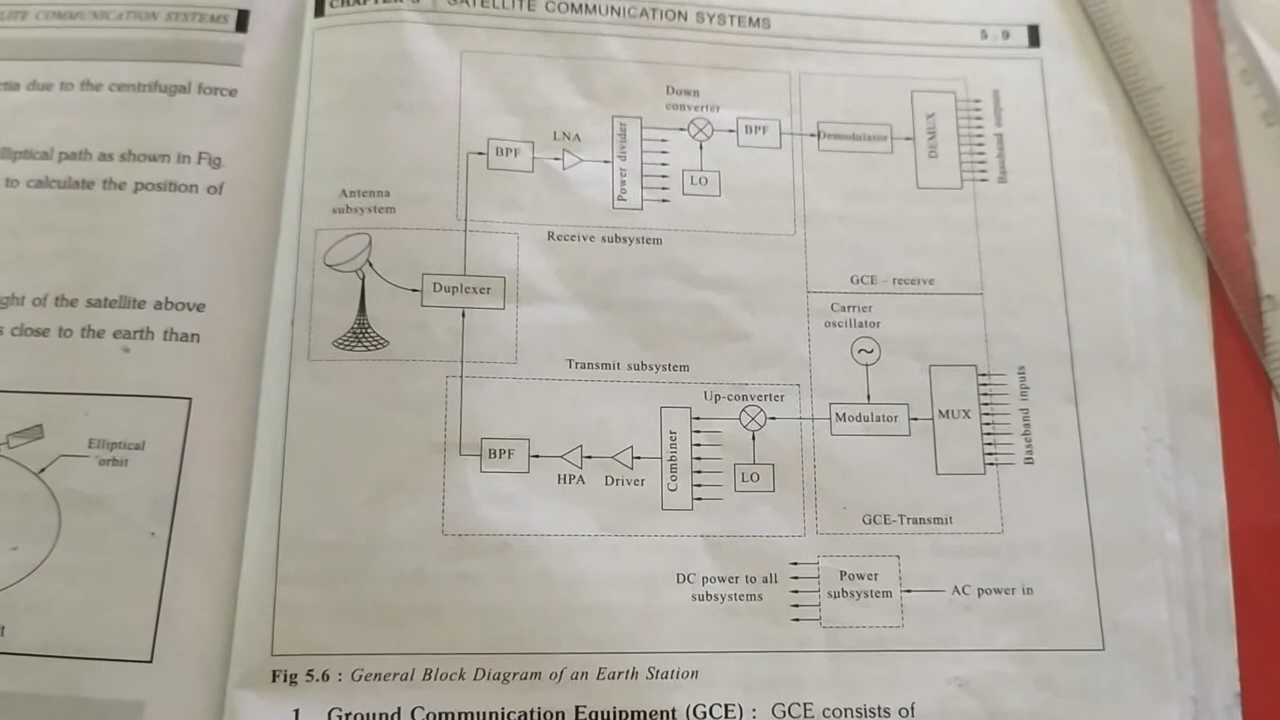 LITE COMMUNICATION SYSTEMS
due to the centrifugal force
elliptical path as shown in Fig.
to calculate the position of
ght of the satellite above
close to the earth than
Elliptical
orbit
SATELLITE COMMUNICATION SYSTEMS
5.9
Down
converter
BPF
LNA
Power divider
LO
BPF
Demodulator
DEMUX
Baseband outputs
Antenna
subsystem
Receive subsystem
Duplexer
GCE - receive
Carrier
oscillator
Transmit subsystem
Up-converter
Modulator
MUX
Baseband inputs
BPF
HPA
Driver
Combiner
LO
GCE-Transmit
DC power to all
subsystems
Power
subsystem
AC power in
Fig 5.6 : General Block Diagram of an Earth Station
1. Ground Communication Equipment (GCE) : GCE consists of